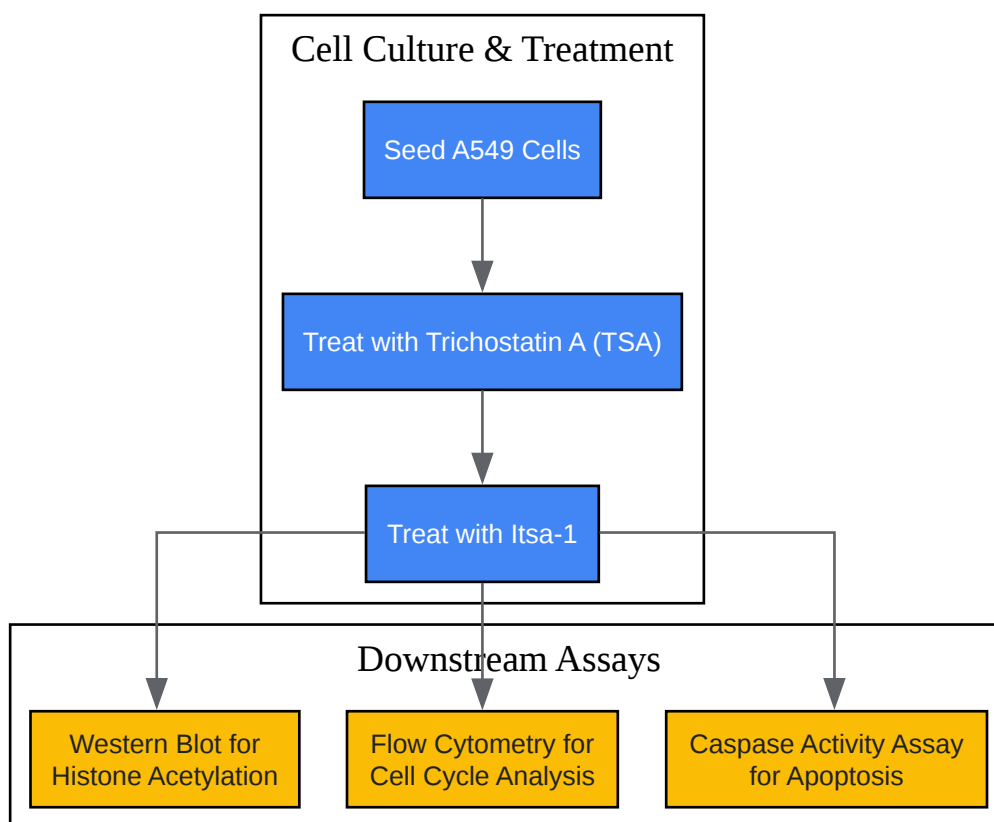 Cell Culture & Treatment
Seed A549 Cells
Treat with Trichostatin A (TSA)
Treat with Itsa-1
Downstream Assays
Western Blot for
Histone Acetylation
Flow Cytometry for
Cell Cycle Analysis
Caspase Activity Assay
for Apoptosis